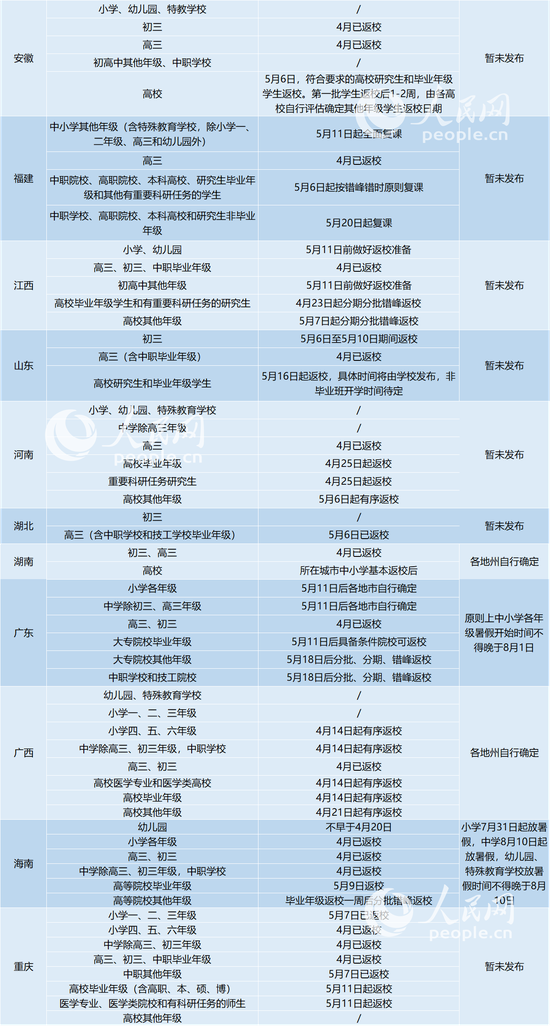 小学、幼儿园、特教学校 /
初三 4月已返校
高三 4月已返校
安徽 初高中其他年级、中职学校 / 暂未发布
高校 5月6日，符合要求的高校研究生和毕业年级
学生返校。第一批学生返校后1-2周，由各高
校自行评估确定其他年级学生返校日期
人民网
people.cn
中小学其他年级（含特殊教育学校，除小学一、
二年级、高三和幼儿园外） 5月11日起全面复课
高三 4月已返校
福建 中职院校、高职院校、本科高校、研究生毕业年
级和其他有重要科研任务的学生 5月6日起按错峰错时原则复课 暂未发布
中职学校、高职院校、本科高校和研究生非毕业
年级 5月20日起复课
小学、幼儿园 5月11日前做好返校准备
高三、初三、中职毕业年级 4月已返校
江西 初高中其他年级 5月11日前做好返校准备 暂未发布
高校毕业年级学生和有重要科研任务的研究生 4月23日起分期分批错峰返校
高校其他年级 5月7日起分期分批错峰返校
初三 5月6日至5月10日期间返校
山东 高三（含中职毕业年级） 4月已返校 暂未发布
高校研究生和毕业年级学生 5月16日起返校，具体时间将由学校发布，非
毕业班开学时间待定
小学、幼儿园、特殊教育学校 /
中学除高三年级 /
人民网
people.cn
高三 4月已返校
河南 高校毕业年级 4月25日起返校 暂未发布
重要科研任务研究生 4月25日起返校
高校其他年级 5月6日起有序返校
湖北 初三 / 暂未发布
高三（含中职学校和技工学校毕业年级） 5月6日已返校
湖南 初三、高三 4月已返校 各地州自行确定
高校 所在城市中小学基本返校后
小学各年级 5月11日后各地市自行确定
中学除初三、高三年级 5月11日后各地市自行确定
广东 高三、初三 4月已返校 原则上中小学各年
级暑假开始时间不
得晚于8月1日
大专院校毕业年级 5月11日后具备条件院校可返校
大专院校其他年级 5月18日后分批、分期、错峰返校
中职学校和技工院校 5月18日后分批、分期、错峰返校
幼儿园、特殊教育学校 /
小学一、二、三年级 /
小学四、五、六年级 4月14日起有序返校
广西 中学除高三、初三年级，中职学校 4月14日起有序返校 各地州自行确定
高三、初三 4月已返校
高校医学专业和医学类高校 4月14日起有序返校
高校毕业年级 4月14日起有序返校
高校其他年级 4月21日起有序返校
幼儿园 不早于4月20日
小学各年级 4月已返校
高三、初三 4月已返校
海南 中学除高三、初三年级，中职学校 4月已返校 小学7月31日起放暑
假，中学8月10日起
放暑假，幼儿园、
特殊教育学校放暑
假时间不得晚于8月
10日
高等院校毕业年级 5月9日返校
高等院校其他年级 毕业年级返校一周后分批错峰返校
人民网
people.cn
小学一、二、三年级 5月7日已返校
小学四、五、六年级 4月已返校
中学除高三、初三年级 4月已返校
重庆 高三、初三、中职毕业年级 4月已返校 暂未发布
中职其他年级 5月7日已返校
高校毕业年级（含高职、本、硕、博） 5月11日起返校
医学专业、医学类院校和有科研任务的师生 5月11日起返校
高校其他年级 /